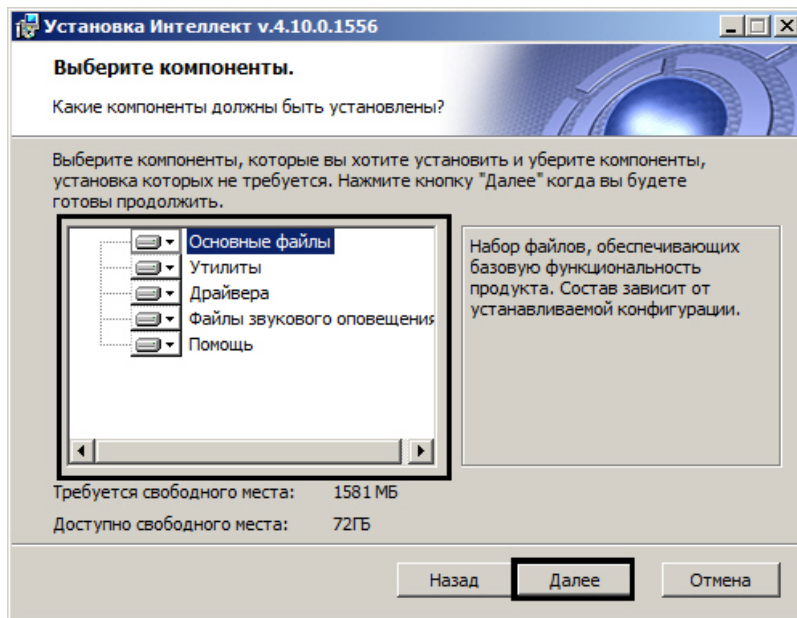 Установка Интеллект v.4.10.0.1556
Выберите компоненты.
Какие компоненты должны быть установлены?
Выберите компоненты, которые вы хотите установить и уберите компоненты,
установка которых не требуется. Нажмите кнопку "Далее" когда вы будете
готовы продолжить.
Основные файлы
Утилиты
Драйвера
Файлы звукового оповещения
Помощь
Набор файлов, обеспечивающих
базовую функциональность
продукта. Состав зависит от
устанавливаемой конфигурации.
Требуется свободного места: 1581 МБ
Доступно свободного места: 72ГБ
Назад Далее Отмена